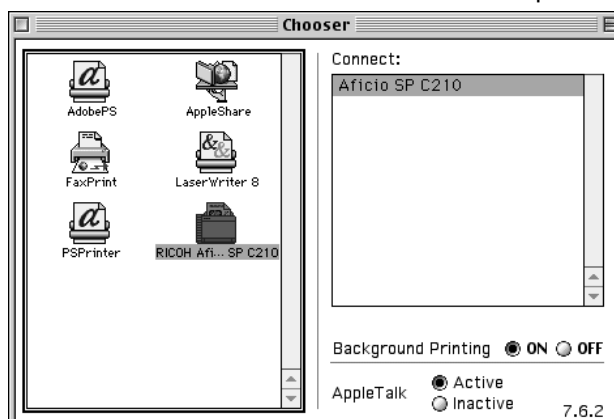 Chooser
AdobePS
AppleShare
FaxPrint
LaserWriter 8
PSPrinter
RICOH Afi... SP C210
Connect:
Aficio SP C210
Background Printing ON OFF
AppleTalk Active
Inactive
7.6.2